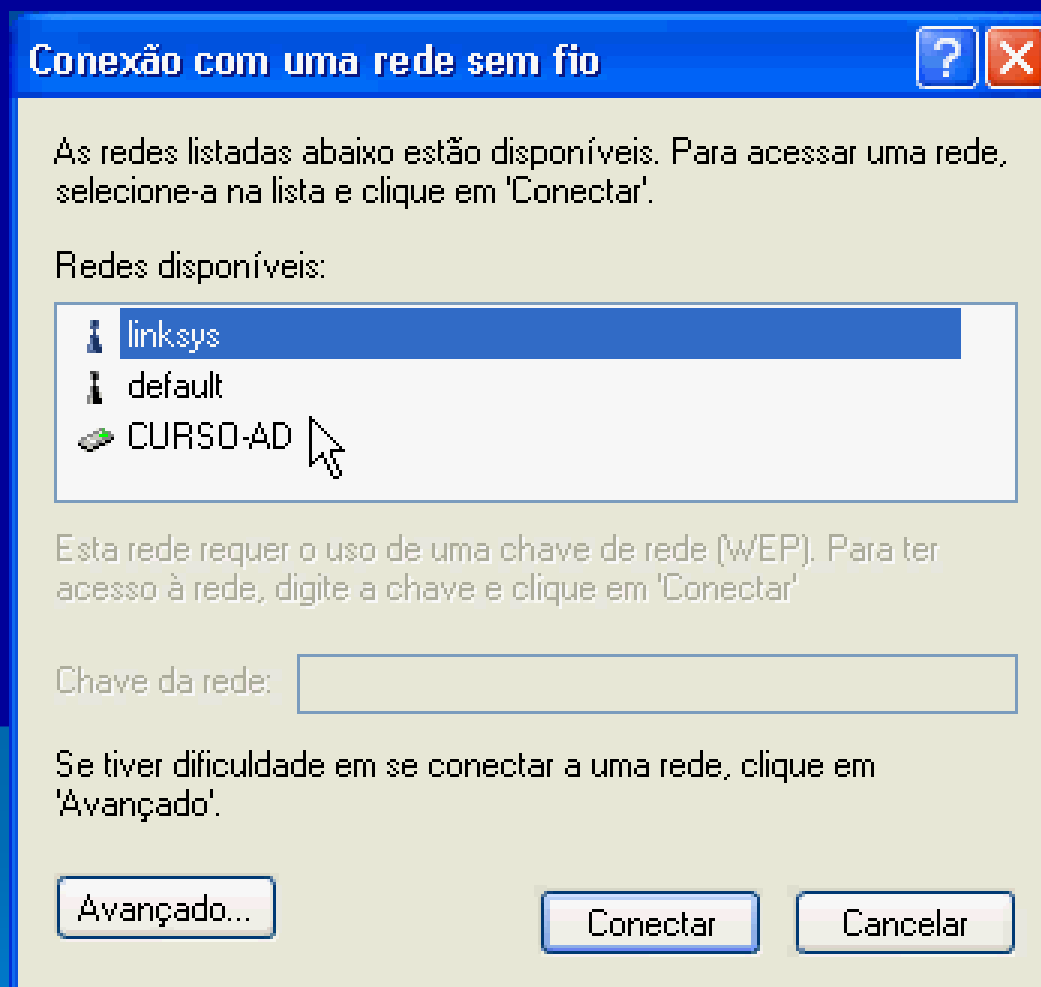 Conexão com uma rede sem fio
?
As redes listadas abaixo estão disponíveis. Para acessar uma rede,
selecione-a na lista e clique em 'Conectar'.
Redes disponíveis:
linksys
default
CURSO-AD
Esta rede requer o uso de uma chave de rede (WEP). Para ter
acesso à rede, digite a chave e clique em 'Conectar'
Chave da rede:
Se tiver dificuldade em se conectar a uma rede, clique em
'Avançado'.
Avançado... Conectar Cancelar